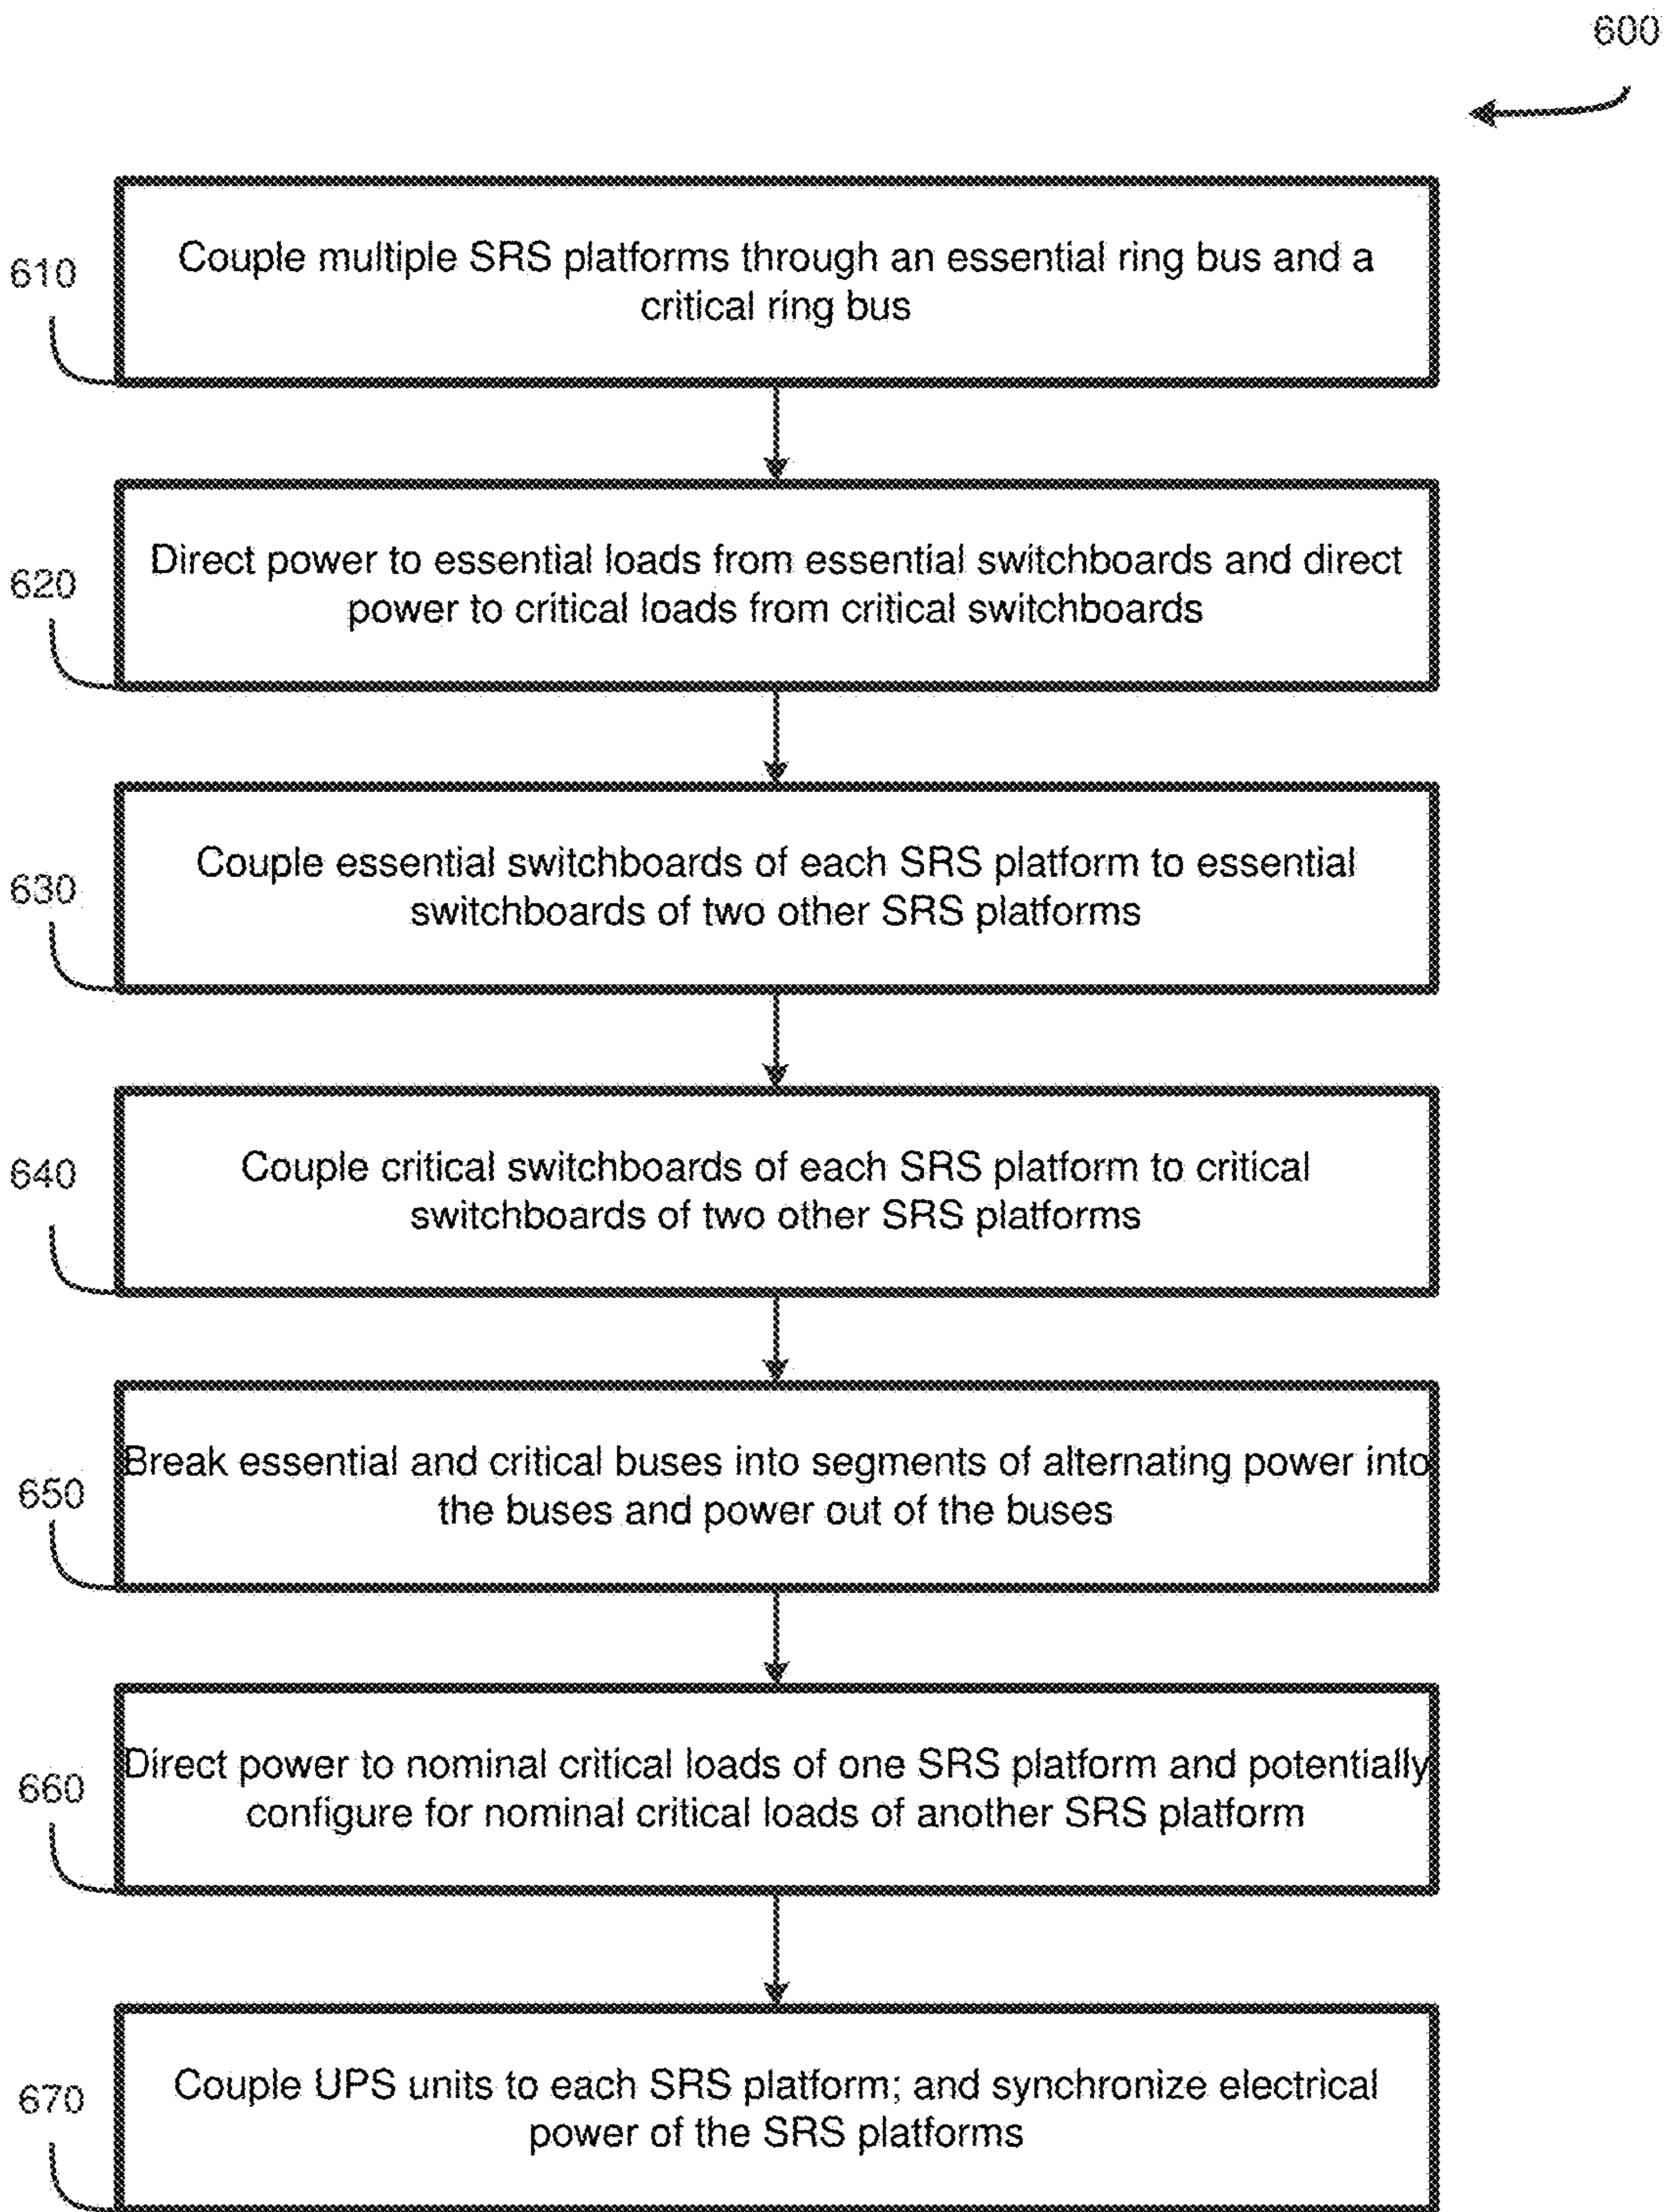 600
610
Couple multiple SRS platforms through an essential ring bus and a
critical ring bus
620
Direct power to essential loads from essential switchboards and direct
power to critical loads from critical switchboards
630
Couple essential switchboards of each SRS platform to essential
switchboards of two other SRS platforms
640
Couple critical switchboards of each SRS platform to critical
switchboards of two other SRS platforms
650
Break essential and critical buses into segments of alternating power into
the buses and power out of the buses
660
Direct power to nominal critical loads of one SRS platform and potentially
configure for nominal critical loads of another SRS platform
670
Couple UPS units to each SRS platform; and synchronize electrical
power of the SRS platforms